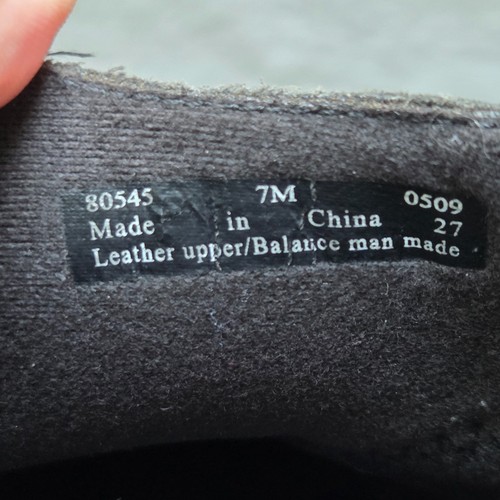 80545 7M 0509
Made in China 27
Leather upper/Balance man made